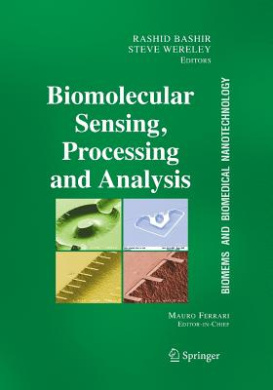 RASHID BASHIR
STEVE WERELEY
EDITORS
Biomolecular
Sensing,
Processing
and Analysis
BIOMEMS AND BIOMEDICAL NANOTECHNOLOGY
MAURO FERRARI
EDITOR-IN-CHIEF
Springer